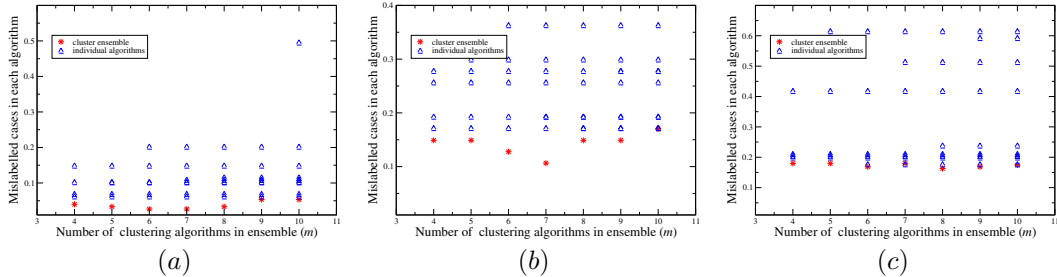 Mislabelled cases in each algorithm
0.5
0.4
0.3
0.2
0.1
cluster ensemble
individual algorithms
3 4 5 6 7 8 9 10 11
Number of clustering algorithms in ensemble (m)
(a)
Mislabelled cases in each algorithm
0.4
0.3
0.2
0.1
cluster ensemble
individual algorithms
3 4 5 6 7 8 9 10 11
Number of clustering algorithms in ensemble (m)
(b)
Mislabelled cases in each algorithm
0.6
0.5
0.4
0.3
0.2
0.1
cluster ensemble
individual algorithms
3 4 5 6 7 8 9 10 11
Number of clustering algorithms in ensemble (m)
(c)